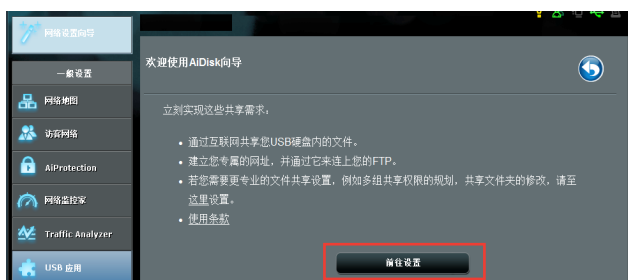 网络设置向导
一般设置
网络地图
访客网络
AiProtection
网络监控家
Traffic Analyzer
USB 应用
欢迎使用AiDisk向导
立刻实现这些共享需求：
• 通过互联网共享您USB硬盘内的文件。
• 建立您专属的网址，并通过它来连上您的FTP。
• 若您需要更专业的文件共享设置，例如多组共享权限的规划，共享文件夹的修改，请至
这里设置。
• 使用条款
前往设置